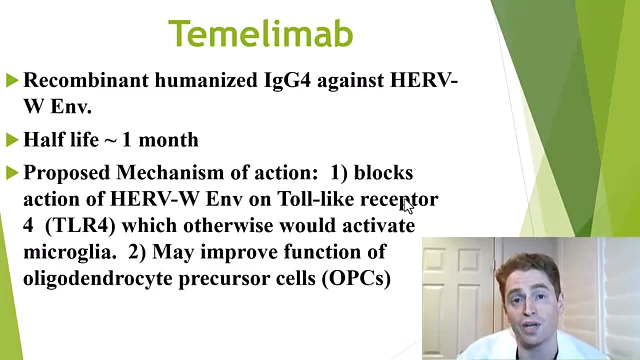 Temelimab
Recombinant humanized IgG4 against HERV-
W Env.
Half life ~ 1 month
Proposed Mechanism of action: 1) blocks
action of HERV-W Env on Toll-like receptor
4 (TLR4) which otherwise would activate
microglia. 2) May improve function of
oligodendrocyte precursor cells (OPCs)